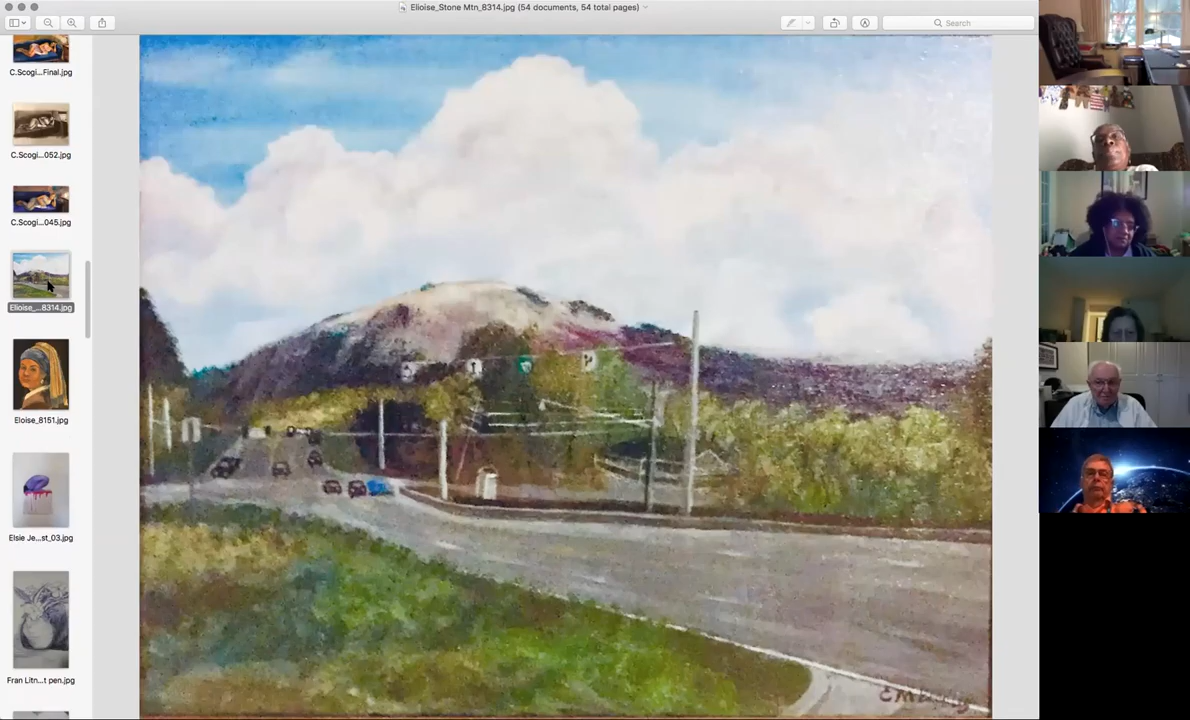 Elioise_Stone Mtn_8314.jpg (54 documents, 54 total pages)
Search
C.Scogi...Final.jpg
C.Scogi...052.jpg
C.Scogi...045.jpg
Elioise_...8314.jpg
Eloise_8151.jpg
Elsie Je...st_03.jpg
Fran Litn...t pen.jpg